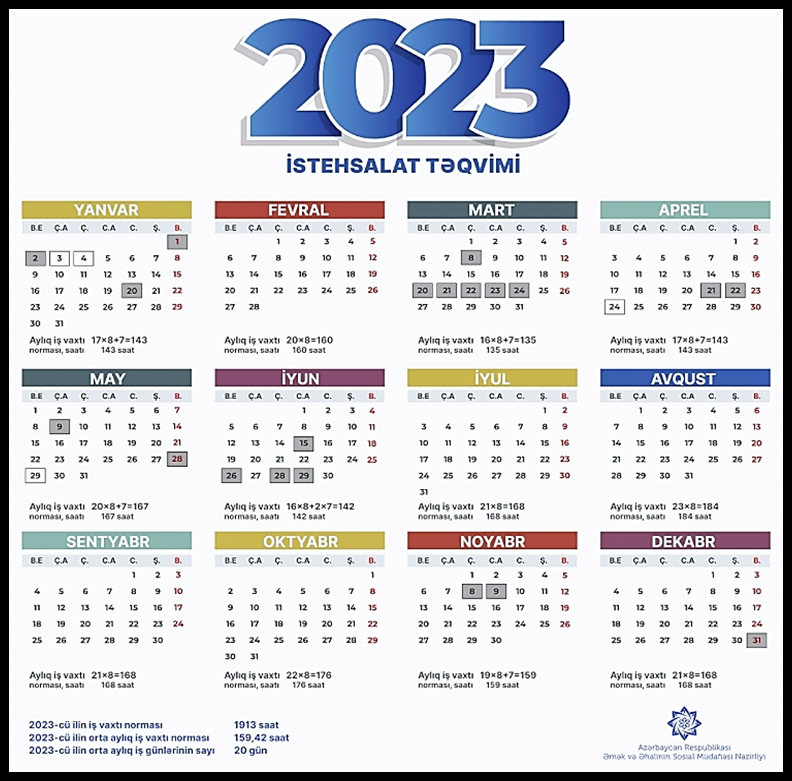 2023
İSTEHSALAT TƏQVİMİ
YANVAR
B.E Ç.A Ç. C.A C. Ş. B.
1
2 3 4 5 6 7 8
9 10 11 12 13 14 15
16 17 18 19 20 21 22
23 24 25 26 27 28 29
30 31
Aylıq iş vaxtı 17×8+7=143
norması, saatı 143 saat
FEVRAL
B.E Ç.A Ç. C.A C. Ş. B.
1 2 3 4 5
6 7 8 9 10 11 12
13 14 15 16 17 18 19
20 21 22 23 24 25 26
27 28
Aylıq iş vaxtı 20×8=160
norması, saatı 160 saat
MART
B.E Ç.A Ç. C.A C. Ş. B.
1 2 3 4 5
6 7 8 9 10 11 12
13 14 15 16 17 18 19
20 21 22 23 24 25 26
27 28 29 30 31
Aylıq iş vaxtı 16×8+7=135
norması, saatı 135 saat
APREL
B.E Ç.A Ç. C.A C. Ş. B.
1 2
3 4 5 6 7 8 9
10 11 12 13 14 15 16
17 18 19 20 21 22 23
24 25 26 27 28 29 30
Aylıq iş vaxtı 17×8+7=143
norması, saatı 143 saat
MAY
B.E Ç.A Ç. C.A C. Ş. B.
1 2 3 4 5 6 7
8 9 10 11 12 13 14
15 16 17 18 19 20 21
22 23 24 25 26 27 28
29 30 31
Aylıq iş vaxtı 20×8+7=167
norması, saatı 167 saat
İYUN
B.E Ç.A Ç. C.A C. Ş. B.
1 2 3 4
5 6 7 8 9 10 11
12 13 14 15 16 17 18
19 20 21 22 23 24 25
26 27 28 29 30
Aylıq iş vaxtı 16×8+2×7=142
norması, saatı 142 saat
İYUL
B.E Ç.A Ç. C.A C. Ş. B.
1 2
3 4 5 6 7 8 9
10 11 12 13 14 15 16
17 18 19 20 21 22 23
24 25 26 27 28 29 30
31
Aylıq iş vaxtı 21×8=168
norması, saatı 168 saat
AVQUST
B.E Ç.A Ç. C.A C. Ş. B.
1 2 3 4 5 6
7 8 9 10 11 12 13
14 15 16 17 18 19 20
21 22 23 24 25 26 27
28 29 30 31
Aylıq iş vaxtı 23×8=184
norması, saatı 184 saat
SENTYABR
B.E Ç.A Ç. C.A C. Ş. B.
1 2 3
4 5 6 7 8 9 10
11 12 13 14 15 16 17
18 19 20 21 22 23 24
25 26 27 28 29 30
Aylıq iş vaxtı 21×8=168
norması, saatı 168 saat
OKTYABR
B.E Ç.A Ç. C.A C. Ş. B.
1
2 3 4 5 6 7 8
9 10 11 12 13 14 15
16 17 18 19 20 21 22
23 24 25 26 27 28 29
30 31
Aylıq iş vaxtı 22×8=176
norması, saatı 176 saat
NOYABR
B.E Ç.A Ç. C.A C. Ş. B.
1 2 3 4 5
6 7 8 9 10 11 12
13 14 15 16 17 18 19
20 21 22 23 24 25 26
27 28 29 30
Aylıq iş vaxtı 19×8+7=159
norması, saatı 159 saat
DEKABR
B.E Ç.A Ç. C.A C. Ş. B.
1 2 3
4 5 6 7 8 9 10
11 12 13 14 15 16 17
18 19 20 21 22 23 24
25 26 27 28 29 30 31
Aylıq iş vaxtı 21×8=168
norması, saatı 168 saat
2023-cü ilin iş vaxtı norması 1913 saat
2023-cü ilin orta aylıq iş vaxtı norması 159,42 saat
2023-cü ilin orta aylıq iş günlərinin sayı 20 gün
Azərbaycan Respublikası
Əmək və Əhalinin Sosial Müdafiəsi Nazirliyi